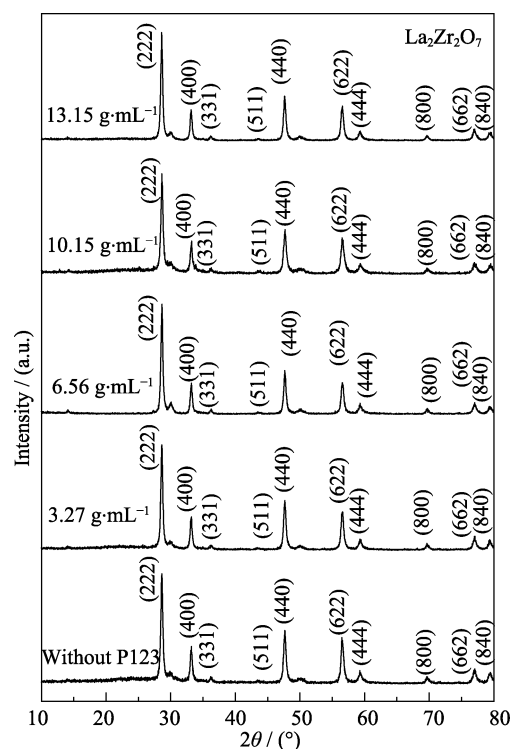 La₂Zr₂O₇
(222) (400) (331) (511) (440) (622) (444) (800) (662) (840)
13.15 g·mL⁻¹
(222) (400) (331) (511) (440) (622) (444) (800) (662) (840)
10.15 g·mL⁻¹
(222) (400) (331) (511) (440) (622) (444) (800) (662) (840)
6.56 g·mL⁻¹
(222) (400) (331) (511) (440) (622) (444) (800) (662) (840)
3.27 g·mL⁻¹
(222) (400) (331) (511) (440) (622) (444) (800) (662) (840)
Without P123
Intensity / (a.u.)
10 20 30 40 50 60 70 80
2θ / (°)